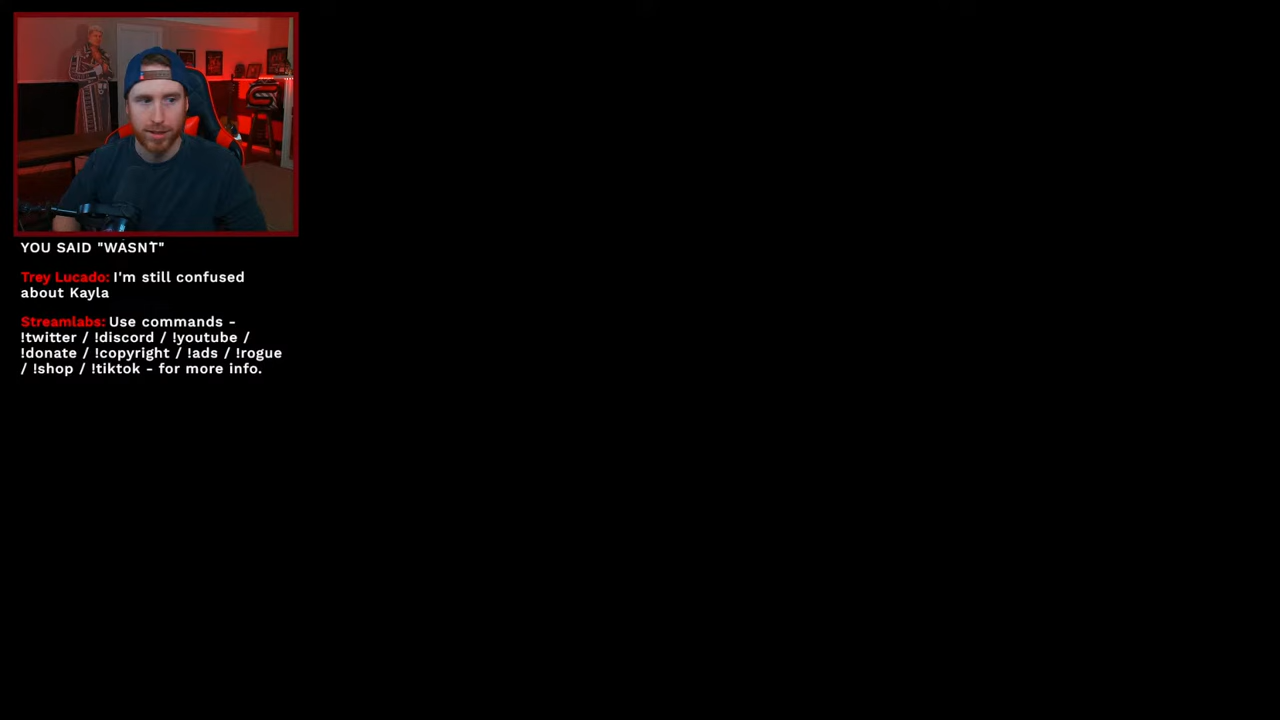 YOU SAID "WASNT"
Trey Lucado: I'm still confused
about Kayla
Streamlabs: Use commands -
!twitter / !discord / !youtube /
!donate / !copyright / !ads / !rogue
/ !shop / !tiktok - for more info.